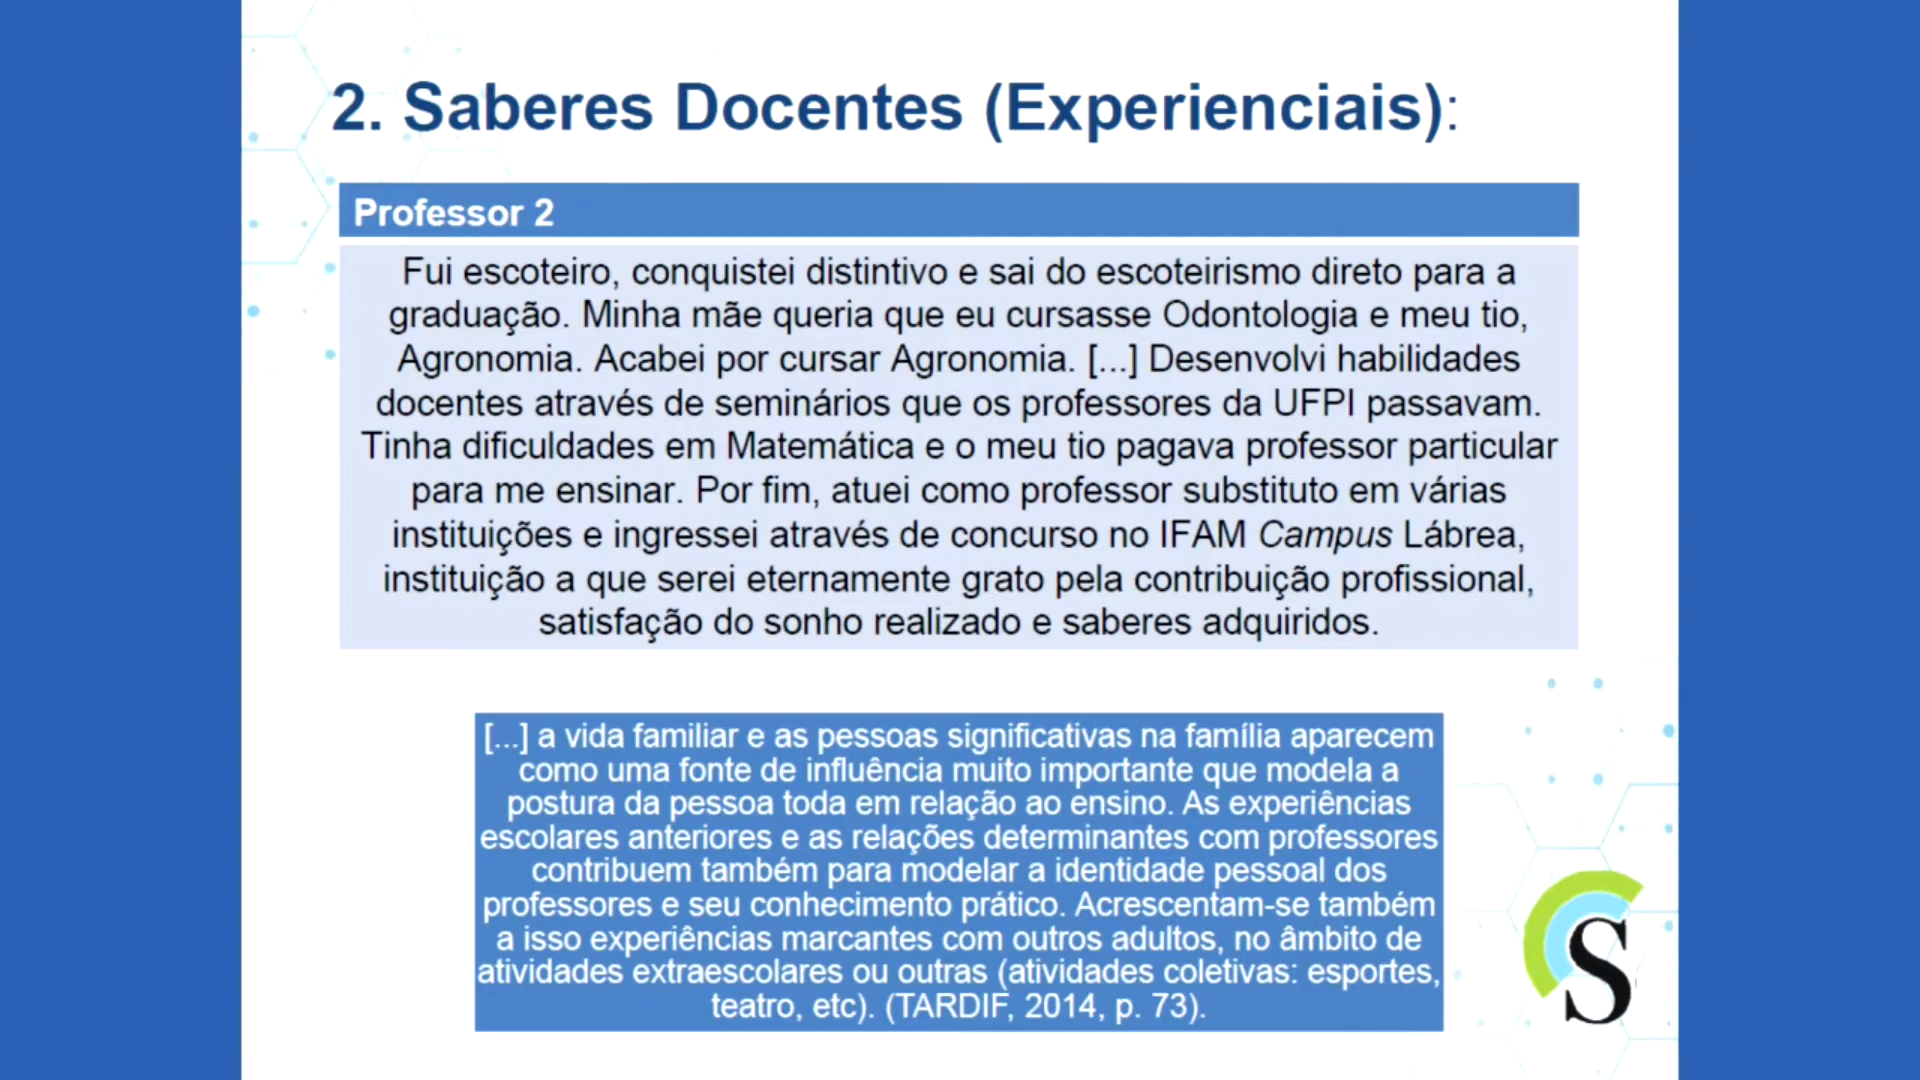 2. Saberes Docentes (Experienciais):
Professor 2
Fui escoteiro, conquistei distintivo e sai do escoteirismo direto para a
graduação. Minha mãe queria que eu cursasse Odontologia e meu tio,
Agronomia. Acabei por cursar Agronomia. [...] Desenvolvi habilidades
docentes através de seminários que os professores da UFPI passavam.
Tinha dificuldades em Matemática e o meu tio pagava professor particular
para me ensinar. Por fim, atuei como professor substituto em várias
instituições e ingressei através de concurso no IFAM Campus Lábrea,
instituição a que serei eternamente grato pela contribuição profissional,
satisfação do sonho realizado e saberes adquiridos.
[...] a vida familiar e as pessoas significativas na família aparecem
como uma fonte de influência muito importante que modela a
postura da pessoa toda em relação ao ensino. As experiências
escolares anteriores e as relações determinantes com professores
contribuem também para modelar a identidade pessoal dos
professores e seu conhecimento prático. Acrescentam-se também
a isso experiências marcantes com outros adultos, no âmbito de
atividades extraescolares ou outras (atividades coletivas: esportes,
teatro, etc). (TARDIF, 2014, p. 73).
S